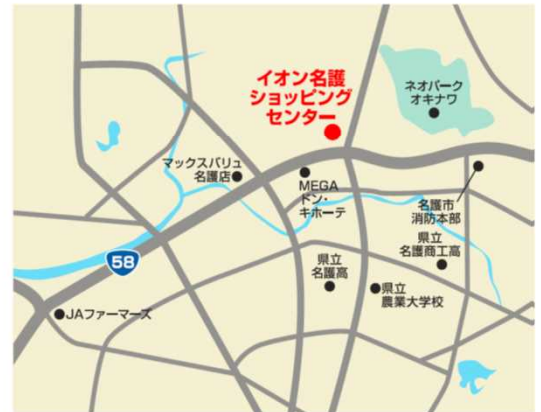 イオン名護
ショッピング
センター
ネオパーク
オキナワ
マックスバリュ
名護店
MEGA
ドン・
キホーテ
名護市
消防本部
県立
名護商工高
58
県立
名護高
県立
農業大学校
JAファーマーズ